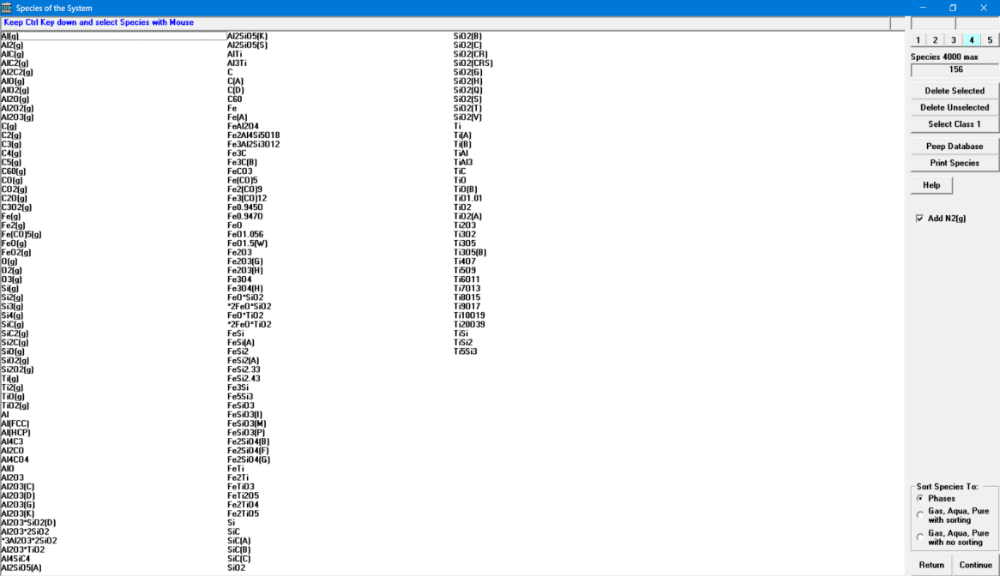 Species of the System
Keep Ctrl Key down and select Species with Mouse
Al(g)
Al2(g)
AlC(g)
AlC2(g)
Al2C2(g)
AlO(g)
AlO2(g)
Al2O(g)
Al2O2(g)
Al2O3(g)
C(g)
C2(g)
C3(g)
C4(g)
C5(g)
C60(g)
CO(g)
CO2(g)
C2O(g)
C3O2(g)
Fe(g)
Fe2(g)
Fe(CO)5(g)
FeO(g)
FeO2(g)
O(g)
O2(g)
O3(g)
Si(g)
Si2(g)
Si3(g)
Si4(g)
SiC(g)
SiC2(g)
Si2C(g)
SiO(g)
SiO2(g)
Si2O2(g)
Ti(g)
Ti2(g)
TiO(g)
TiO2(g)
Al
Al(FCC)
Al(HCP)
Al4C3
Al2CO
Al4CO4
AlO
Al2O3
Al2O3(C)
Al2O3(D)
Al2O3(G)
Al2O3(K)
Al2O3*SiO2(D)
Al2O3*2SiO2
*3Al2O3*2SiO2
Al2O3*TiO2
Al4SiC4
Al2SiO5(A)
Al2SiO5(K)
Al2SiO5(S)
AlTi
Al3Ti
C
C(A)
C(D)
C60
Fe
Fe(A)
FeAl2O4
Fe2Al4Si5O18
Fe3Al2Si3O12
Fe3C
Fe3C(B)
FeCO3
Fe(CO)5
Fe2(CO)9
Fe3(CO)12
Fe0.945O
Fe0.947O
FeO
FeO1.056
FeO1.5(W)
Fe2O3
Fe2O3(G)
Fe2O3(H)
Fe3O4
Fe3O4(H)
FeO*SiO2
*2FeO*SiO2
FeO*TiO2
*2FeO*TiO2
FeSi
FeSi(A)
FeSi2
FeSi2(A)
FeSi2.33
FeSi2.43
Fe3Si
Fe5Si3
FeSiO3
FeSiO3(I)
FeSiO3(M)
FeSiO3(P)
Fe2SiO4(B)
Fe2SiO4(F)
Fe2SiO4(G)
FeTi
Fe2Ti
FeTiO3
FeTi2O5
Fe2TiO4
Fe2TiO5
Si
SiC
SiC(A)
SiC(B)
SiC(C)
SiO2
SiO2(B)
SiO2(C)
SiO2(CR)
SiO2(CRS)
SiO2(G)
SiO2(H)
SiO2(Q)
SiO2(S)
SiO2(T)
SiO2(V)
Ti
Ti(A)
Ti(B)
TiAl
TiAl3
TiC
TiO
TiO(B)
TiO1.01
TiO2
TiO2(A)
Ti2O3
Ti3O2
Ti3O5
Ti3O5(B)
Ti4O7
Ti5O9
Ti6O11
Ti7O13
Ti8O15
Ti9O17
Ti10O19
Ti20O39
TiSi
TiSi2
Ti5Si3
1 2 3 4 5
Species 4000 max
156
Delete Selected
Delete Unselected
Select Class 1
Peep Database
Print Species
Help
Add N2(g)
Sort Species To:
Phases
Gas, Aqua, Pure
with sorting
Gas, Aqua, Pure
with no sorting
Return Continue